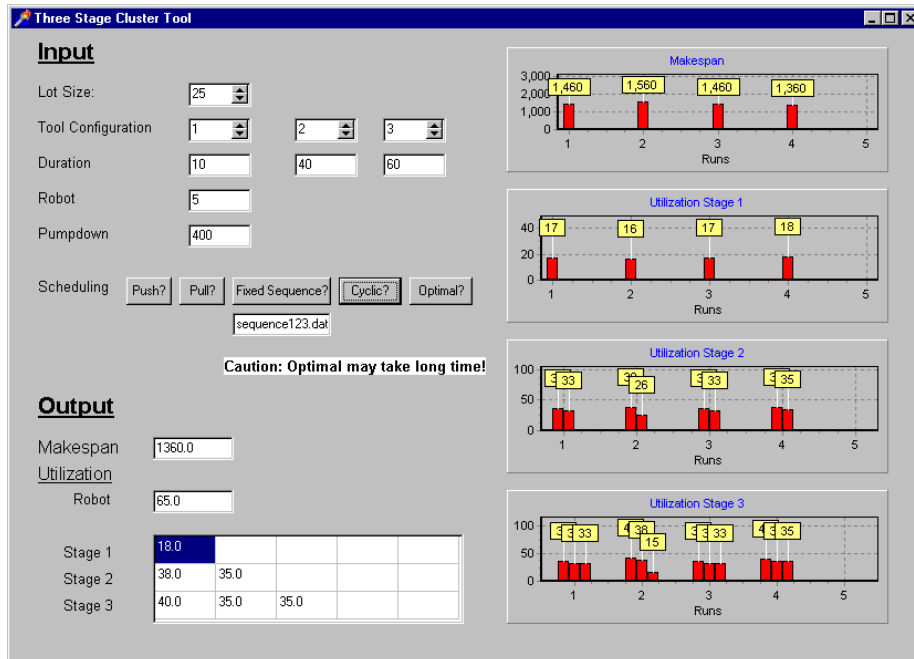 Three Stage Cluster Tool
Input
Lot Size: 25
Tool Configuration 1 2 3
Duration 10 40 60
Robot 5
Pumpdown 400
Scheduling Push? Pull? Fixed Sequence? Cyclic? Optimal?
sequence123.dat
Caution: Optimal may take long time!
Output
Makespan 1360.0
Utilization
Robot 65.0
Stage 1 18.0
Stage 2 38.0 35.0
Stage 3 40.0 35.0 35.0
Makespan
3,000
2,000
1,000
0
1,460 1,560 1,460 1,360
1 2 3 4 5
Runs
Utilization Stage 1
40
20
0
17 16 17 18
1 2 3 4 5
Runs
Utilization Stage 2
100
50
0
33 26 33 35
1 2 3 4 5
Runs
Utilization Stage 3
100
50
0
33 38 15 33 35
1 2 3 4 5
Runs